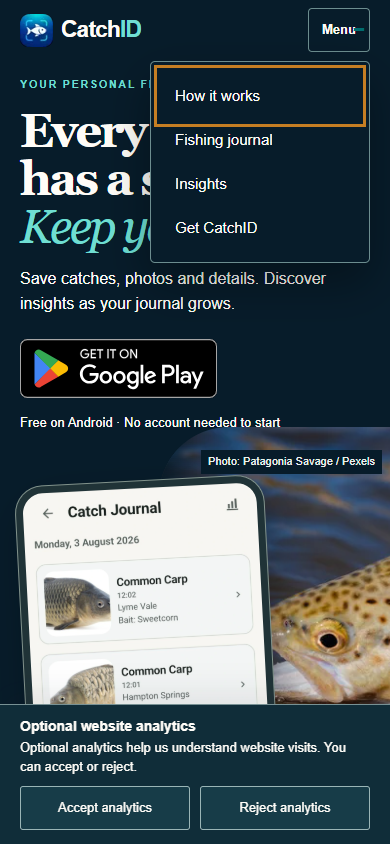 CatchID
Menu
YOUR PERSONAL
How it works
Fishing journal
Insights
Get CatchID
Every
has a
Keep
Save catches, photos and details. Discover
insights as your journal grows.
GET IT ON
Google Play
Free on Android · No account needed to start
Photo: Patagonia Savage / Pexels
Catch Journal
Monday, 3 August 2026
Common Carp
12:02
Lyme Vale
Bait: Sweetcorn
Common Carp
12:01
Hampton Springs
Optional website analytics
Optional analytics help us understand website visits. You
can accept or reject.
Accept analytics
Reject analytics